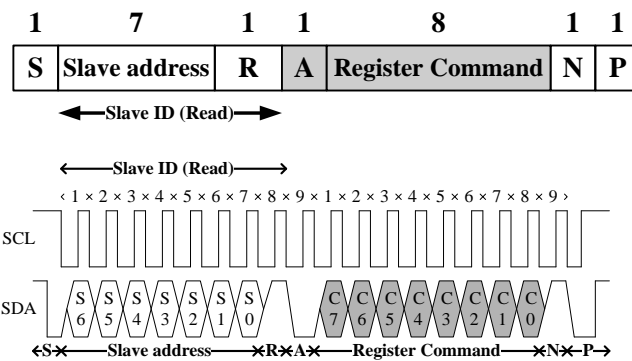 1 7 1 1 8 1 1
S Slave address R A Register Command N P
Slave ID (Read)
Slave ID (Read)
‹ 1 × 2 × 3 × 4 × 5 × 6 × 7 × 8 × 9 × 1 × 2 × 3 × 4 × 5 × 6 × 7 × 8 × 9 ›
SCL
SDA
S6 S5 S4 S3 S2 S1 S0 C7 C6 C5 C4 C3 C2 C1 C0
S Slave address R A Register Command N P